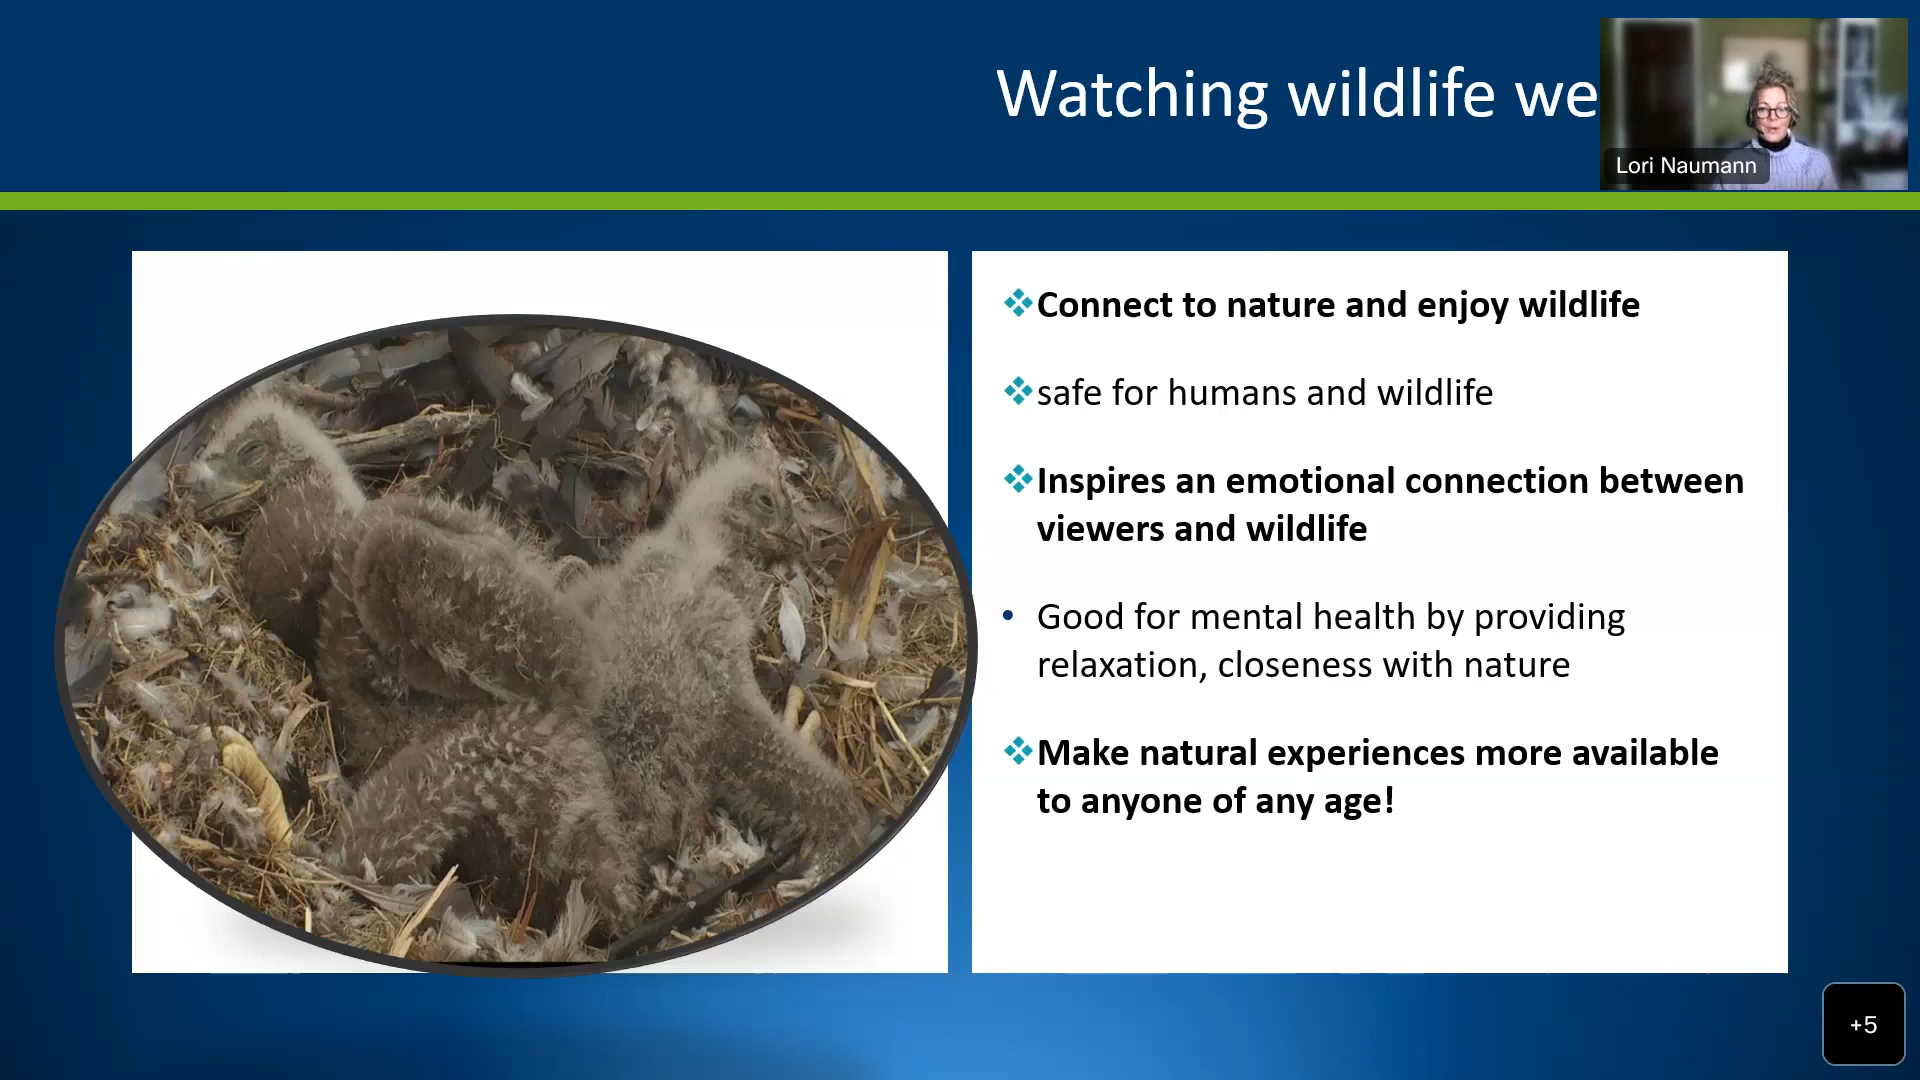 Watching wildlife we
Lori Naumann
❖Connect to nature and enjoy wildlife
❖safe for humans and wildlife
❖Inspires an emotional connection between
viewers and wildlife
• Good for mental health by providing
relaxation, closeness with nature
❖Make natural experiences more available
to anyone of any age!
+5